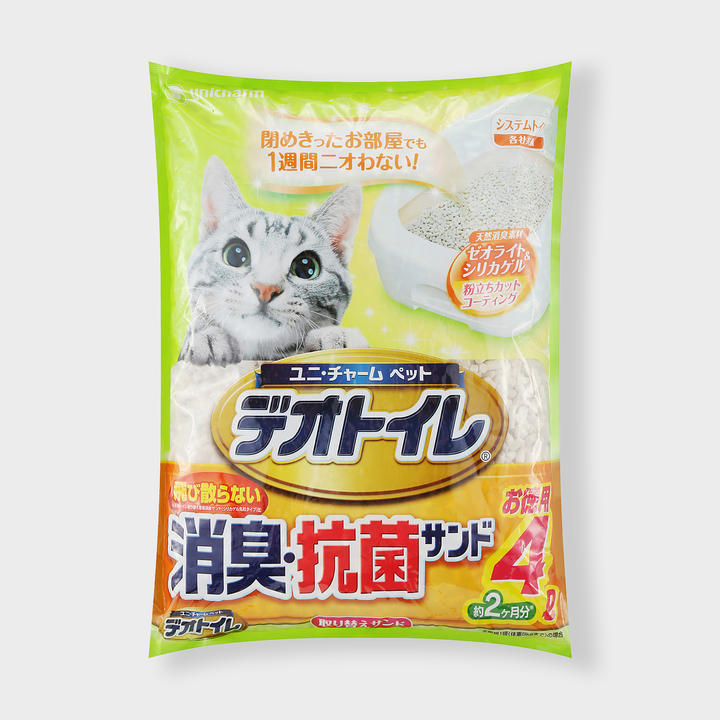 unicharm
閉めきったお部屋でも
1週間ニオわない!
システムトイ
各社
天然消臭素材
ゼオライト&
シリカゲル
粉立ちカット
コーティング
ユニ・チャーム ペット
デオトイレ®
飛び散らない
消臭・抗菌サンド
お徳用
4L
約2ヶ月分
ユニ・チャーム ペット
デオトイレ
取り替えサンド